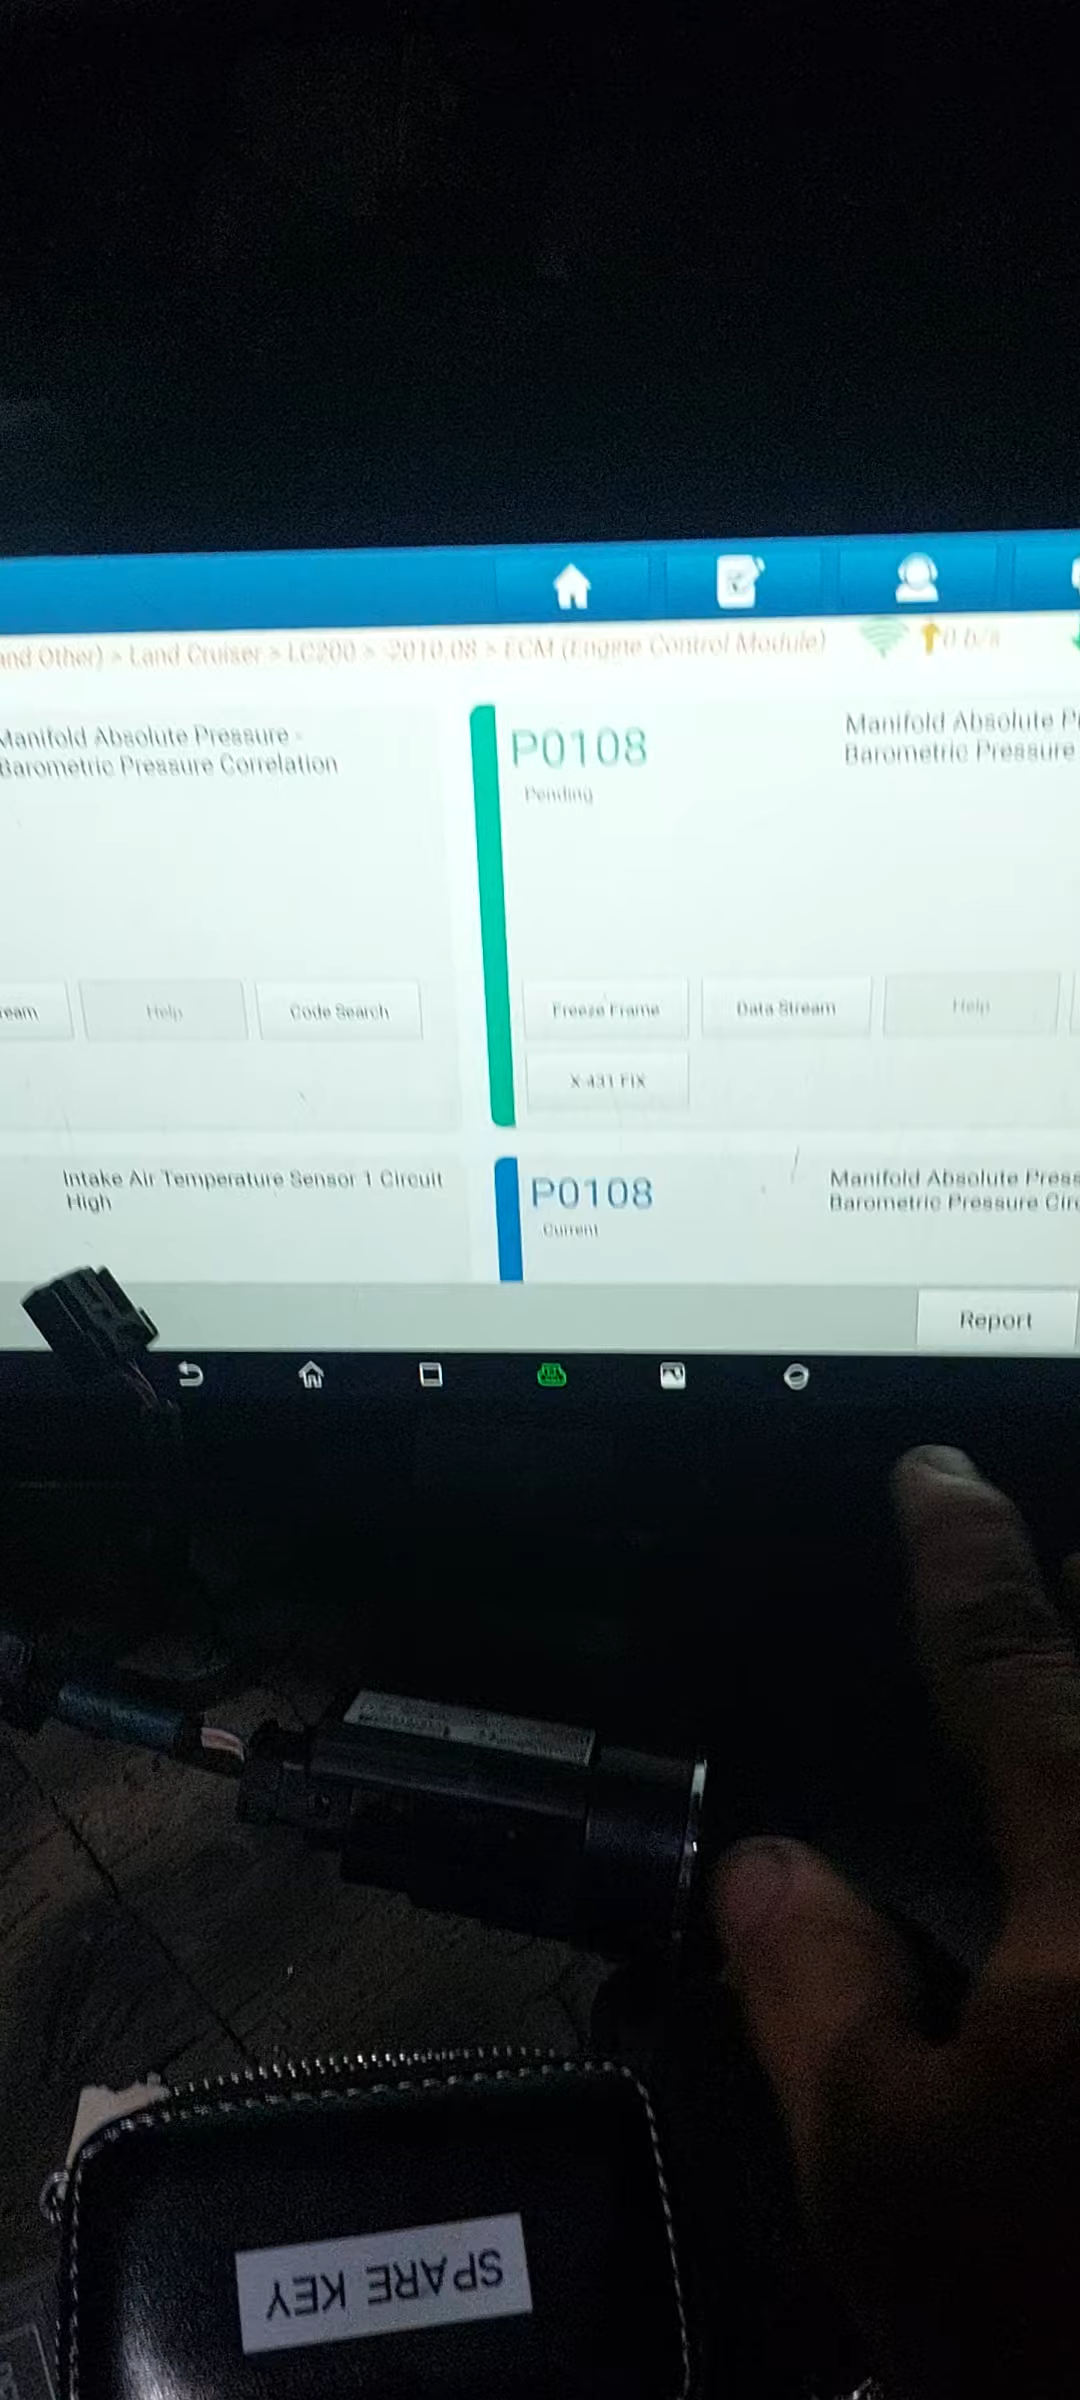 and Other) > Land Cruiser > LC200 > -2010.08 > ECM (Engine Control Module)
0 b/s
Manifold Absolute Pressure -
Barometric Pressure Correlation
P0108
Pending
Manifold Absolute
Barometric Pressure
Help
Code Search
Freeze Frame
Data Stream
Help
X-431 FIX
Intake Air Temperature Sensor 1 Circuit
High
P0108
Current
Manifold Absolute Press
Barometric Pressure Circ
Report
SPARE KEY